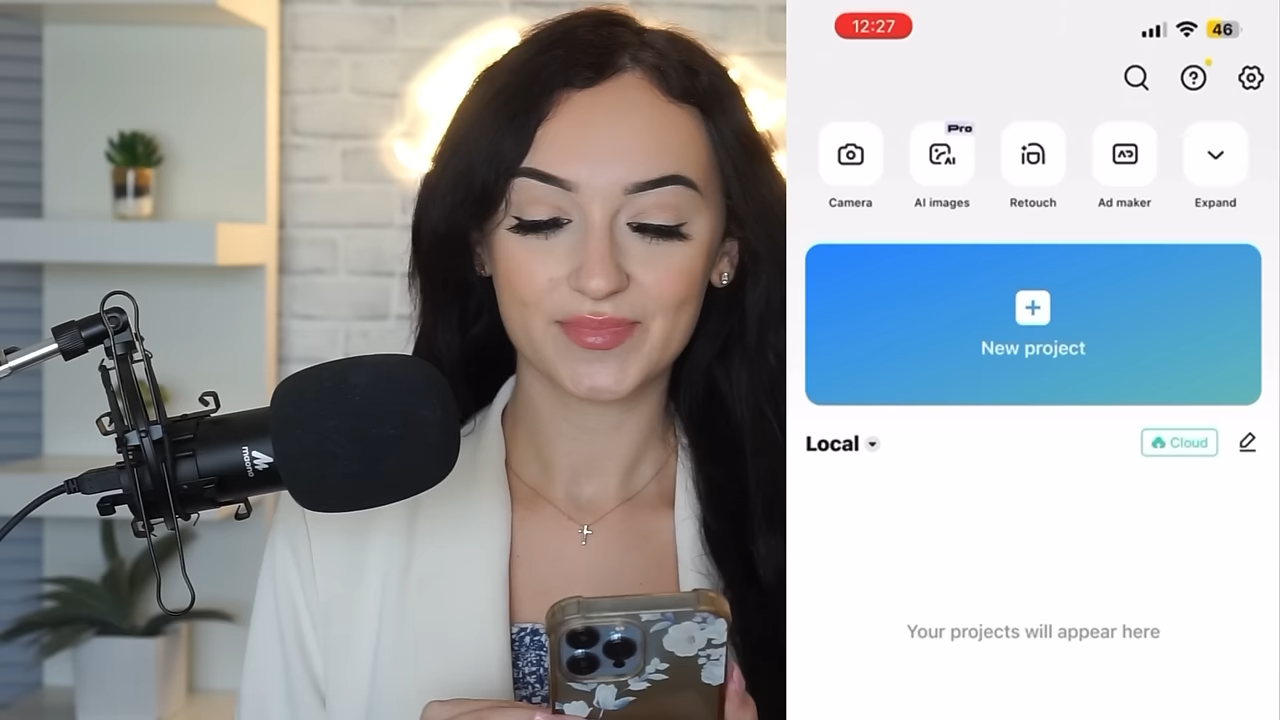 12:27
46
Pro
Camera
AI images
Retouch
Ad maker
Expand
New project
Local
Cloud
Your projects will appear here
maono